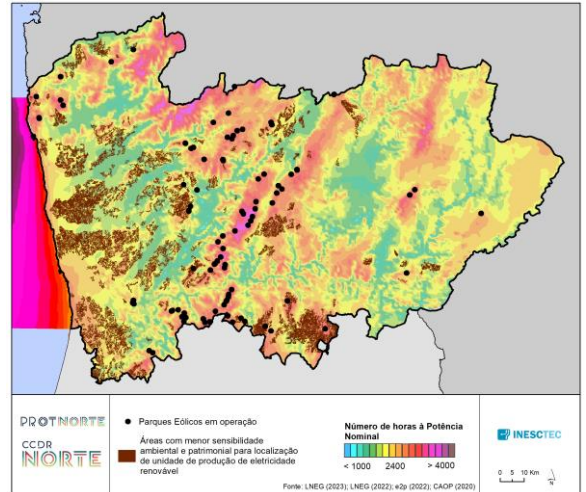 PROTNORTE
CCDR
NORTE
Parques Eólicos em operação
Áreas com menor sensibilidade
ambiental e patrimonial para localização
de unidade de produção de eletricidade
renovável
Número de horas à Potência
Nominal
< 1000 2400 > 4000
INESCTEC
0 5 10 Km
N
Fonte: LNEG (2023); LNEG (2022); e2p (2022); CAOP (2020)